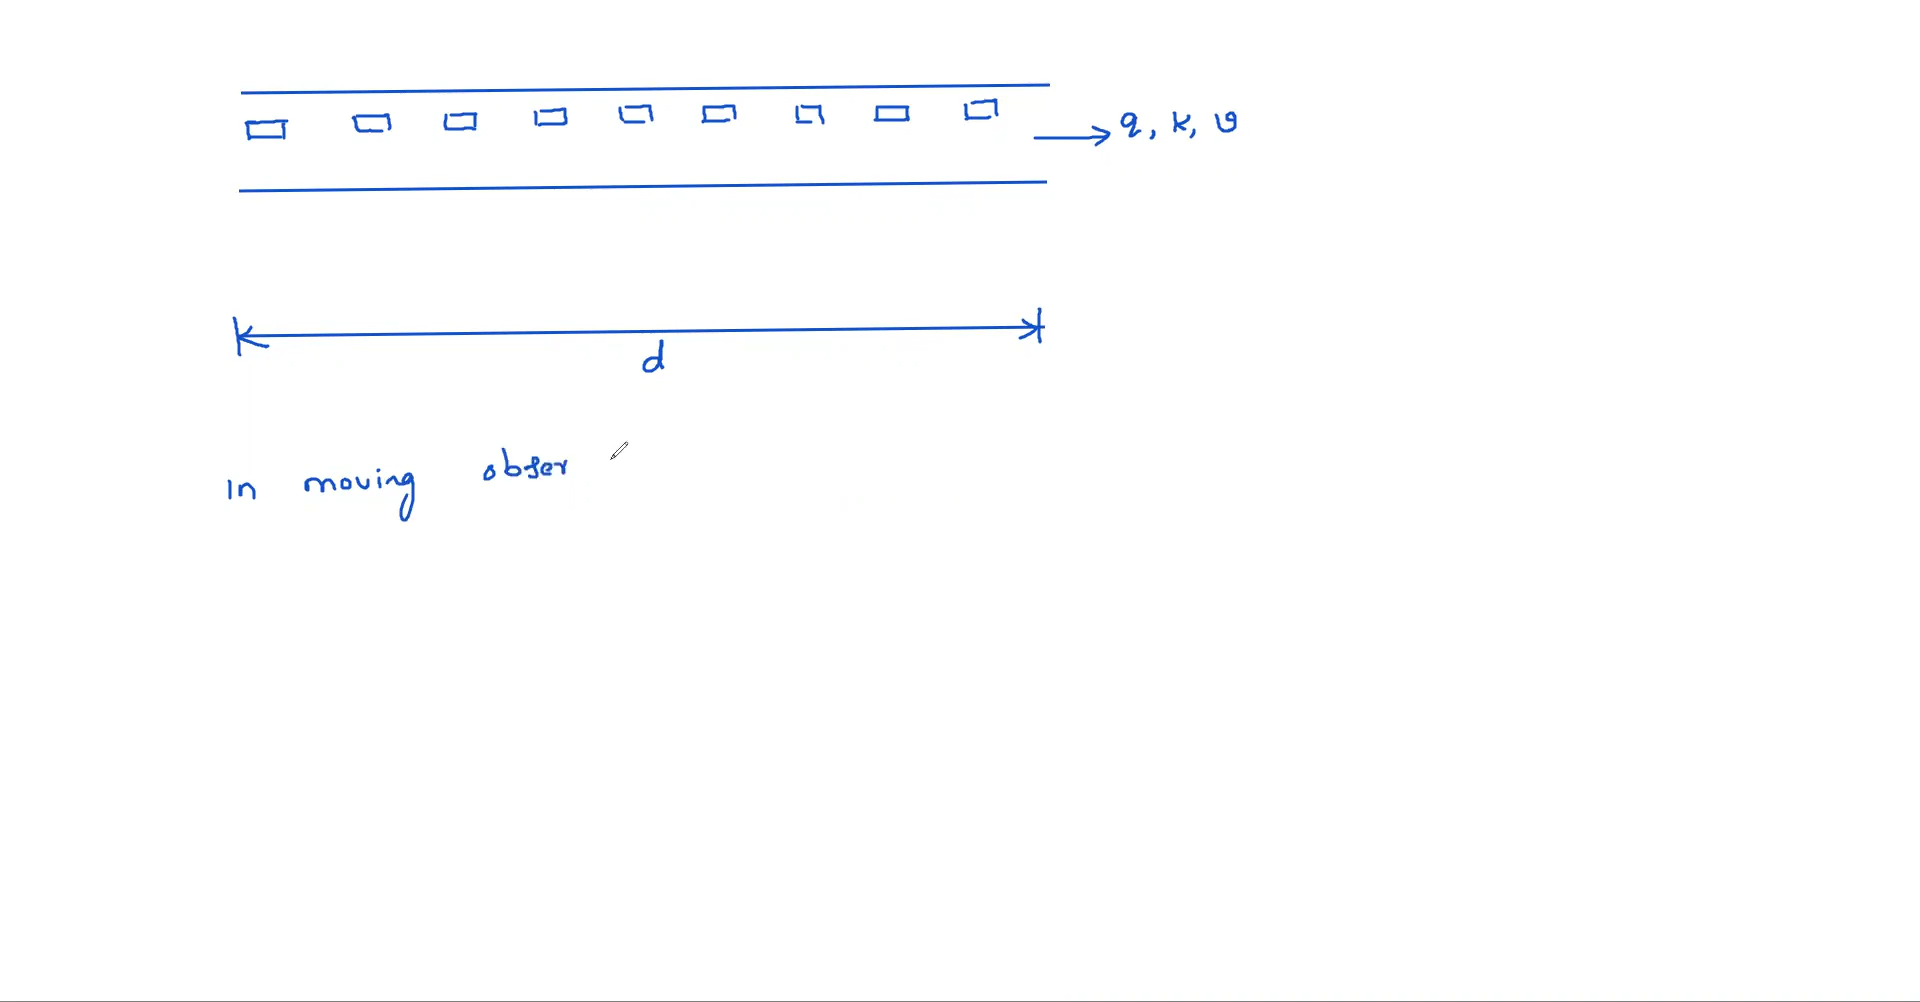 q, k, v
d
In moving obser